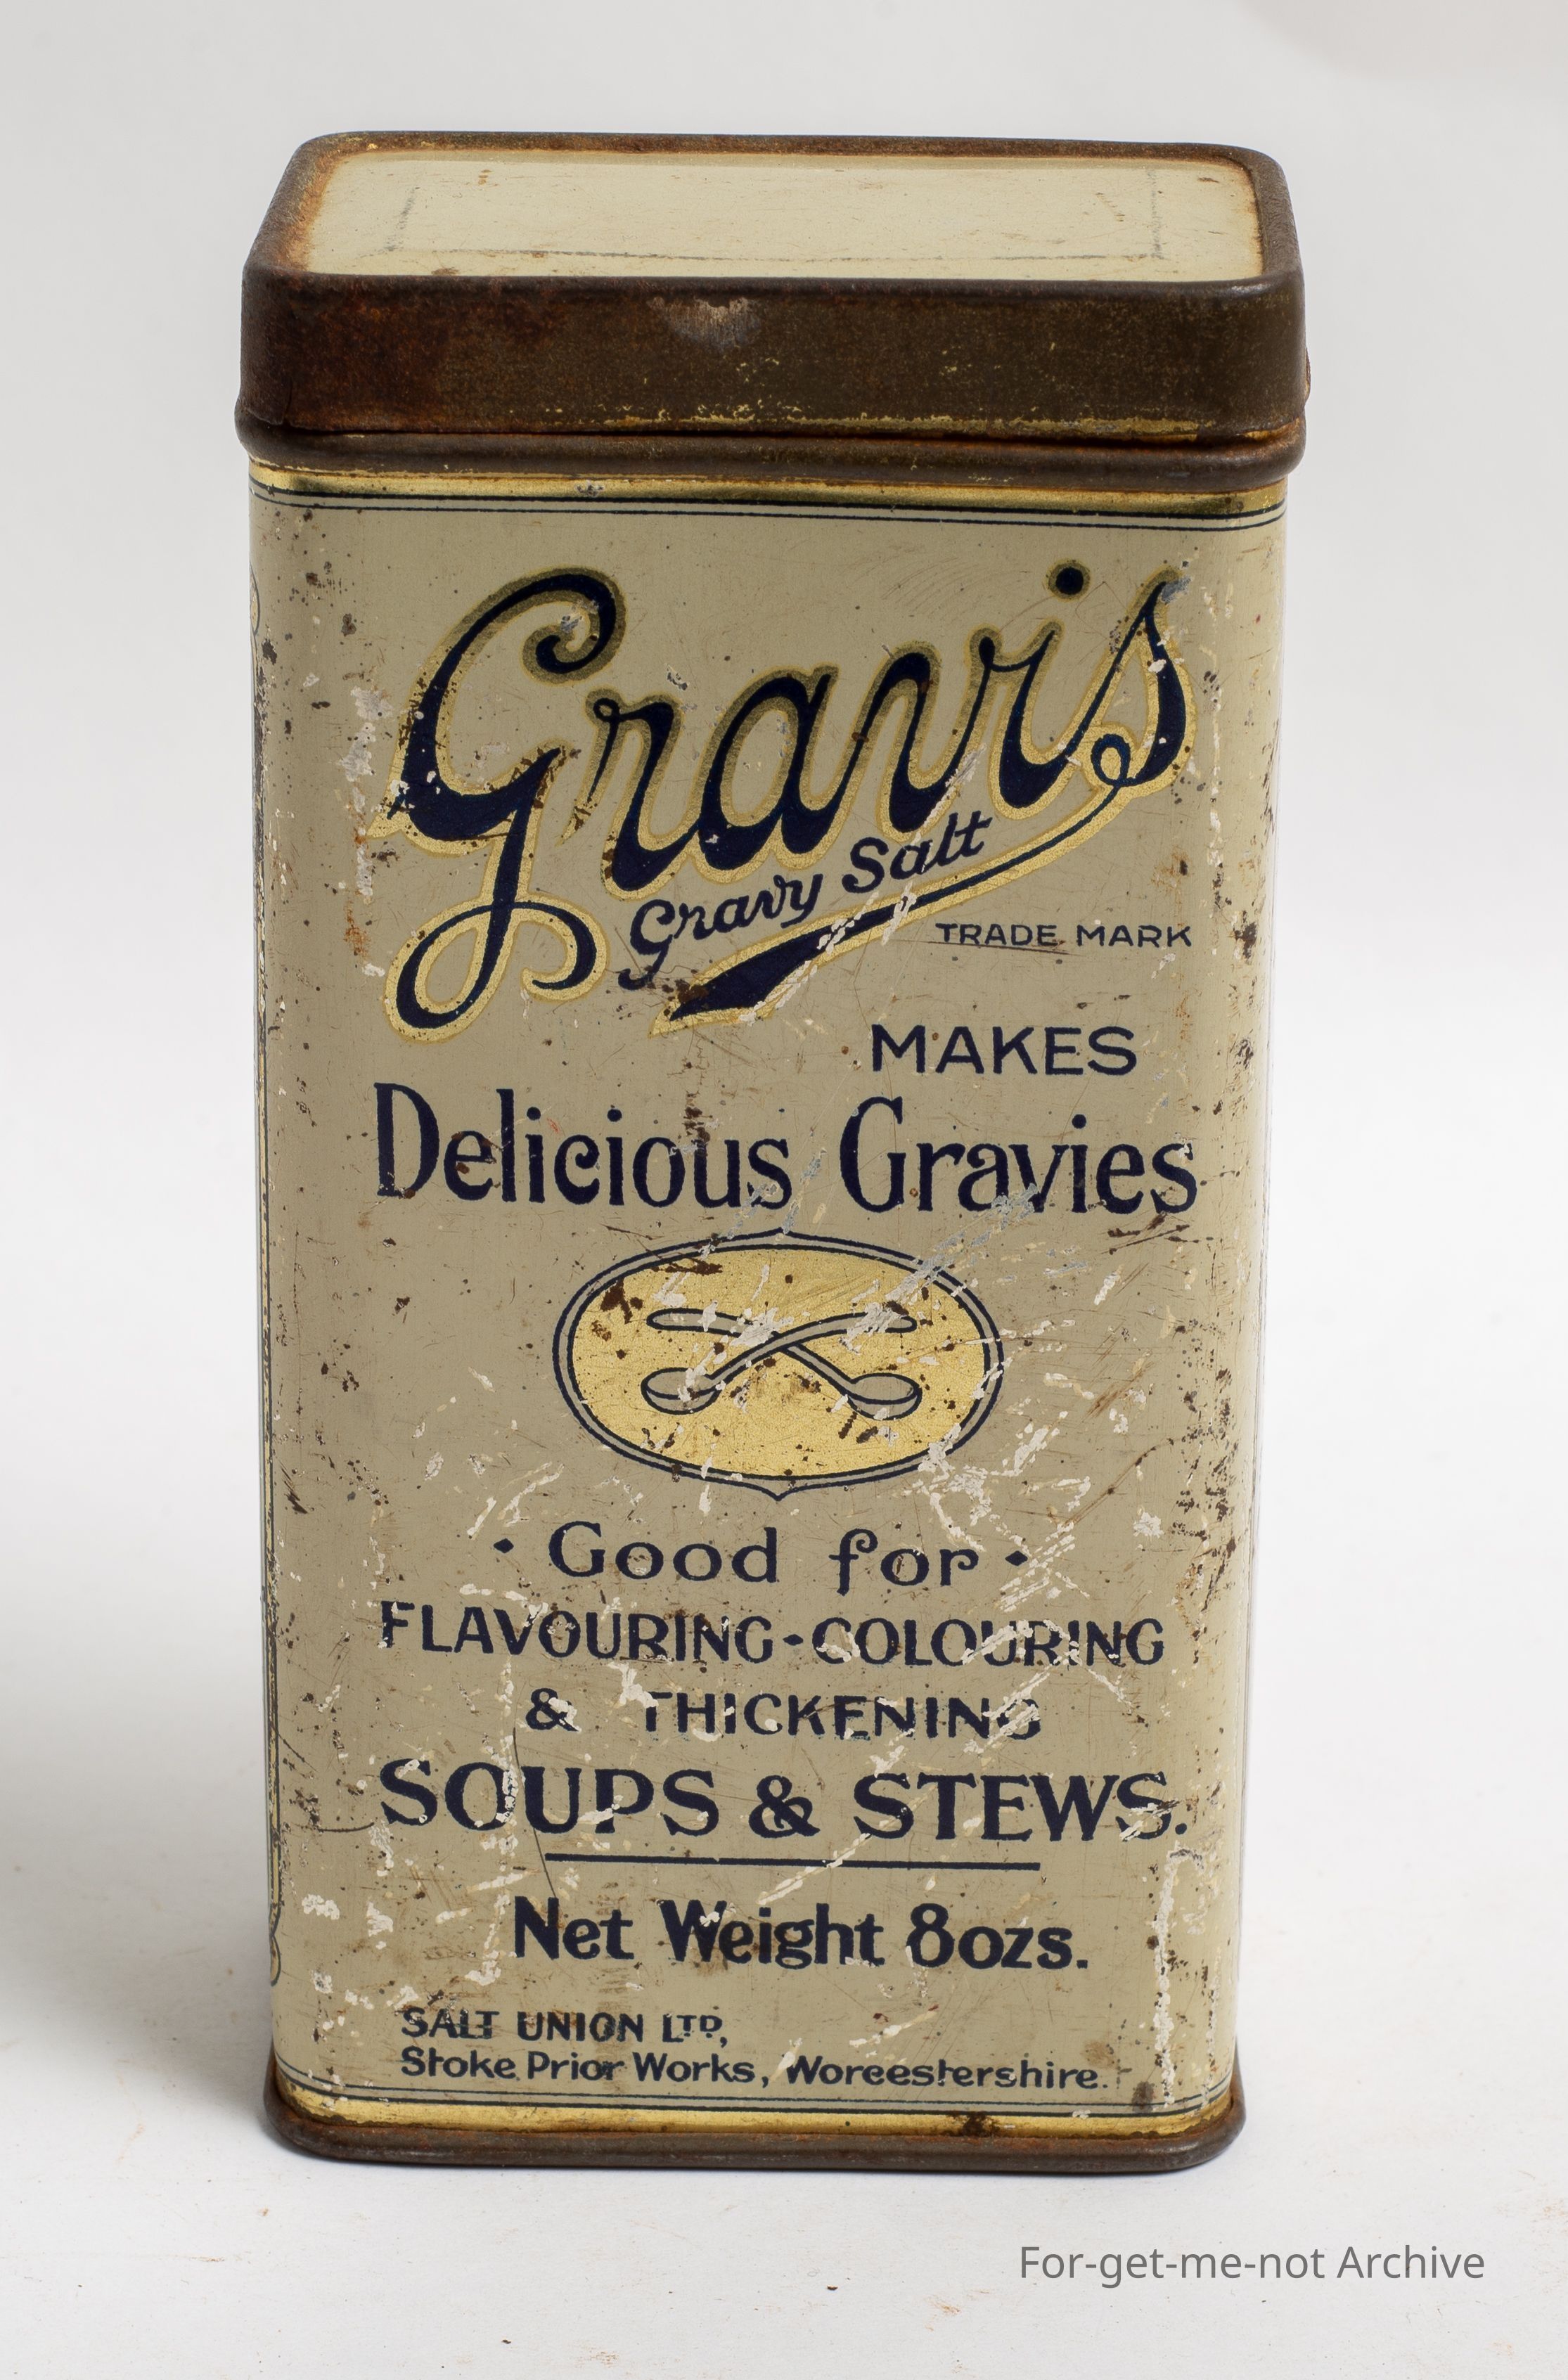 Gravis
Gravy Salt
TRADE MARK
MAKES
Delicious Gravies
· Good for ·
FLAVOURING·COLOURING
& THICKENING
SOUPS & STEWS.
Net Weight 8ozs.
SALT UNION LTD,
Stoke Prior Works, Worcestershire.
For-get-me-not Archive